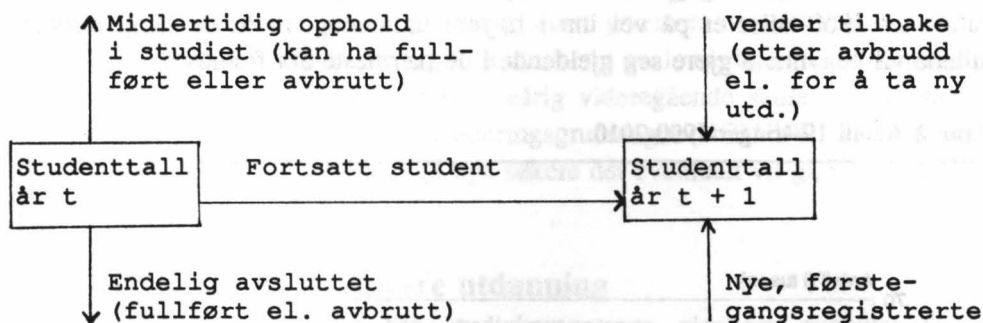 Midlertidig opphold
i studiet (kan ha full-
ført eller avbrutt)
Vender tilbake
(etter avbrudd
el. for å ta ny
utd.)
Studenttall
år t
Fortsatt student
Studenttall
år t + 1
Endelig avsluttet
(fullført el. avbrutt)
Nye, første-
gangsregistrerte